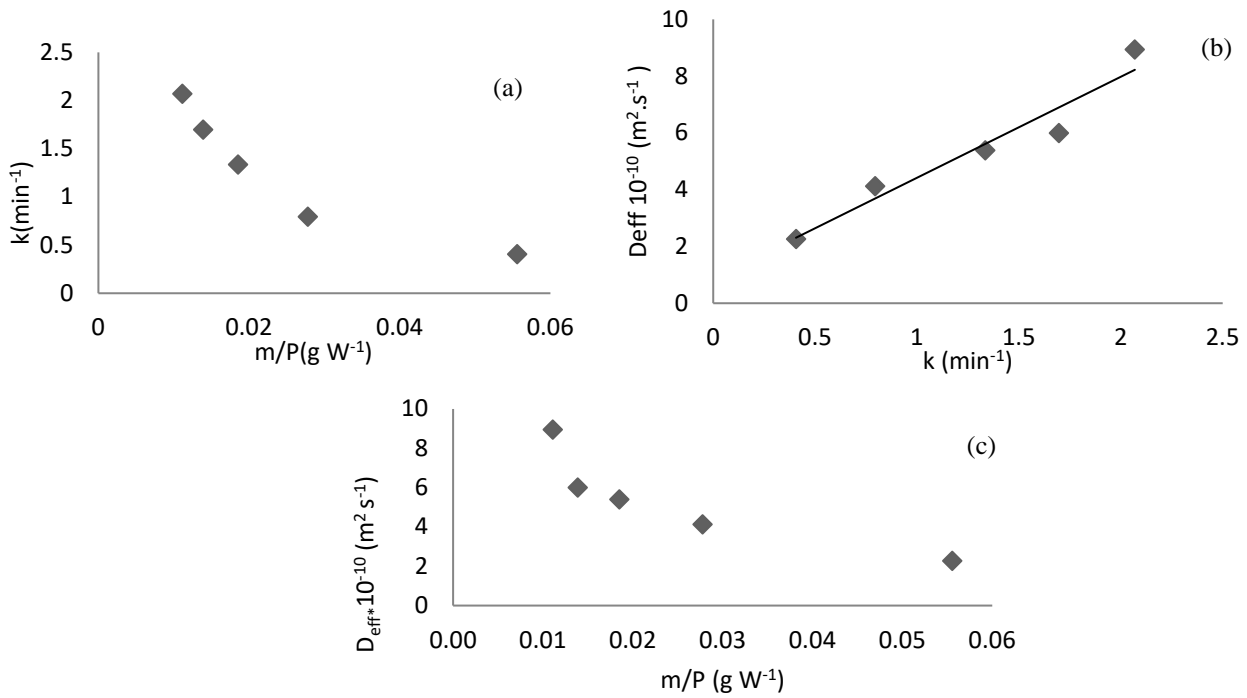 2.5
2
1.5
1
0.5
0
k(min⁻¹)
0 0.02 0.04 0.06
m/P(g W⁻¹)
(a)
10
8
6
4
2
0
Deff 10⁻¹⁰ (m².s⁻¹)
0 0.5 1 1.5 2 2.5
k (min⁻¹)
(b)
10
8
6
4
2
0
D_eff*10⁻¹⁰ (m² s⁻¹)
0.00 0.01 0.02 0.03 0.04 0.05 0.06
m/P (g W⁻¹)
(c)